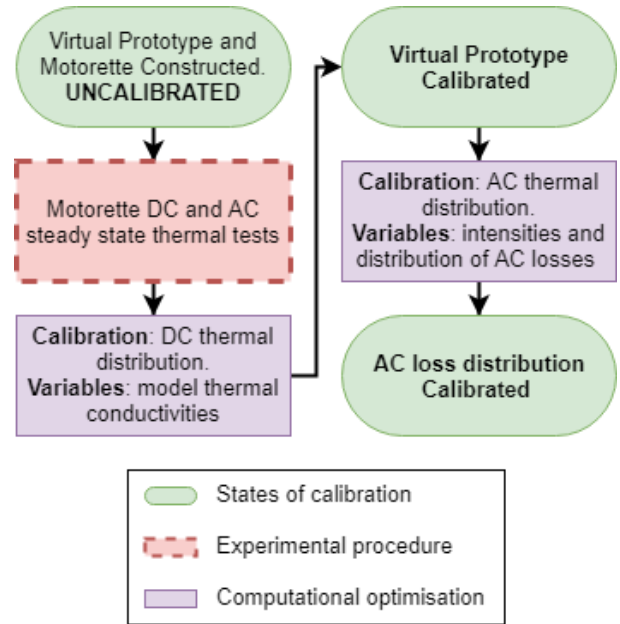 Virtual Prototype and
Motorette Constructed.
UNCALIBRATED
Motorette DC and AC
steady state thermal tests
Calibration: DC thermal
distribution.
Variables: model thermal
conductivities
Virtual Prototype
Calibrated
Calibration: AC thermal
distribution.
Variables: intensities and
distribution of AC losses
AC loss distribution
Calibrated
States of calibration
Experimental procedure
Computational optimisation